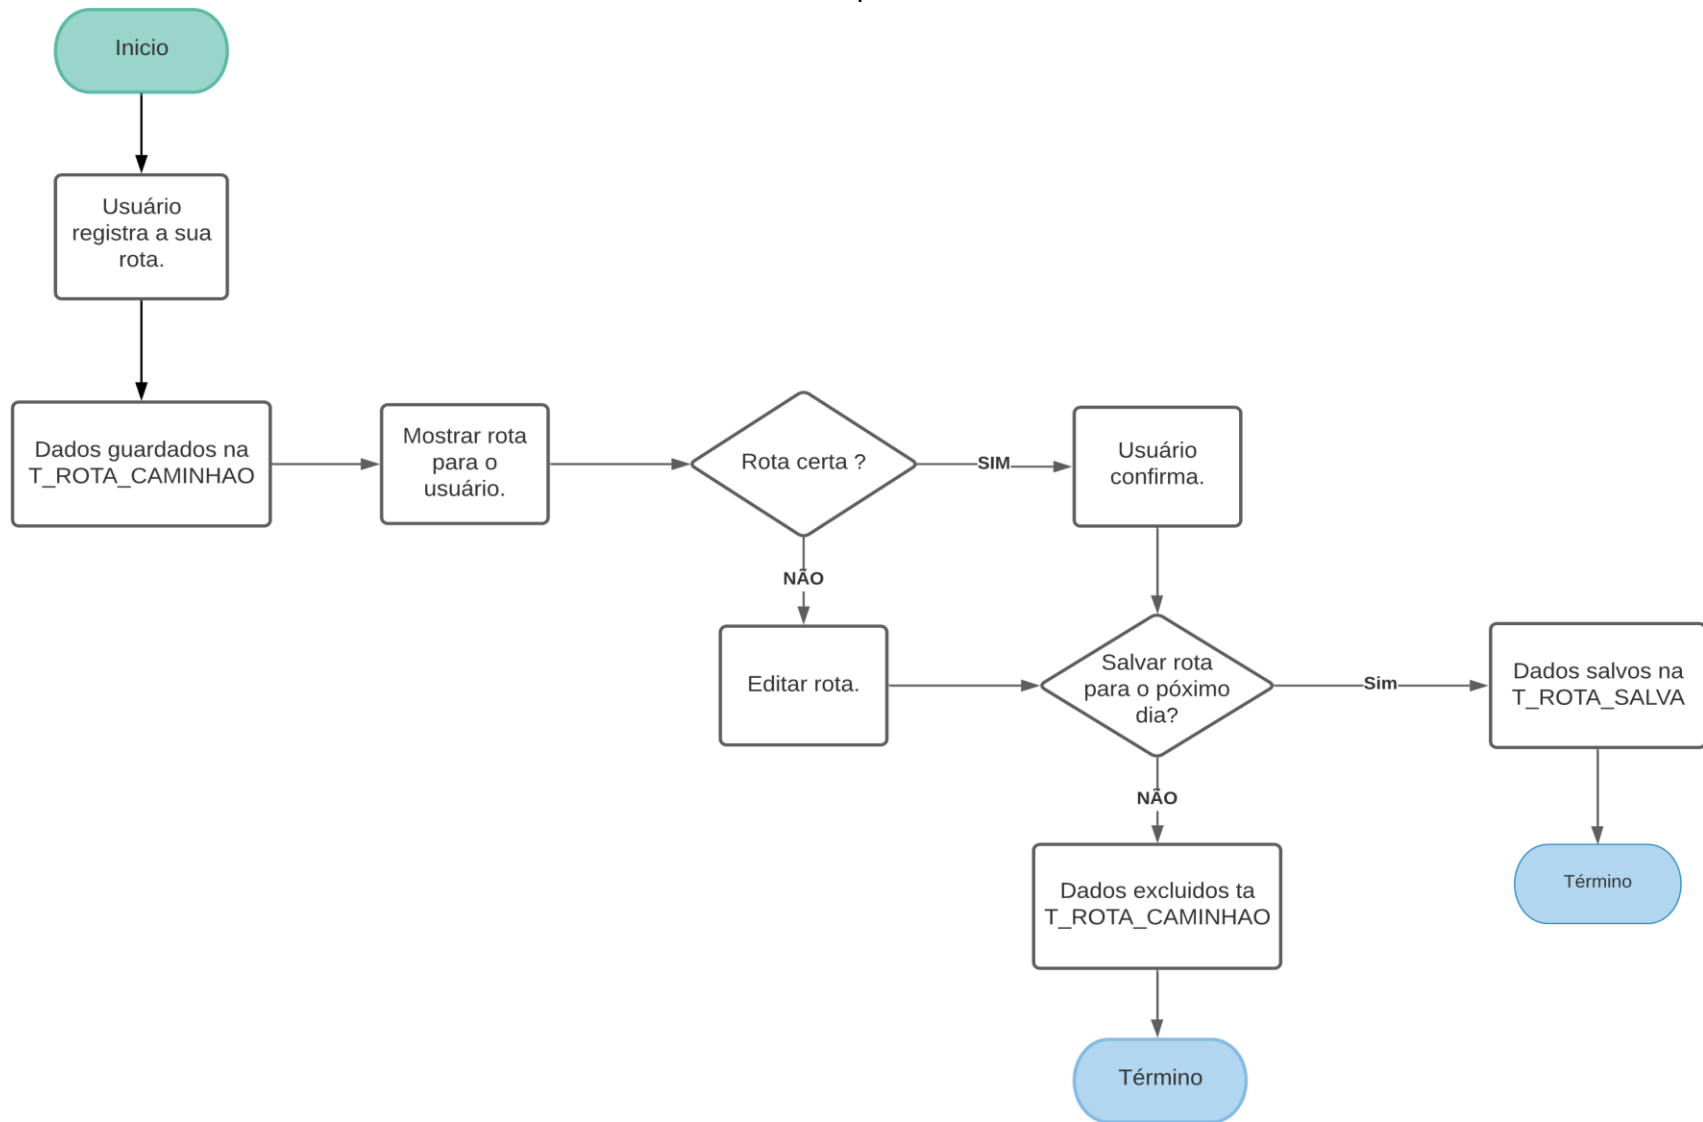 Inicio
Usuário
registra a sua
rota.
Dados guardados na
T_ROTA_CAMINHAO
Mostrar rota
para o
usuário.
Rota certa ?
SIM
Usuário
confirma.
NÃO
Editar rota.
Salvar rota
para o póximo
dia?
Sim
Dados salvos na
T_ROTA_SALVA
NÃO
Dados excluidos ta
T_ROTA_CAMINHAO
Término
Término